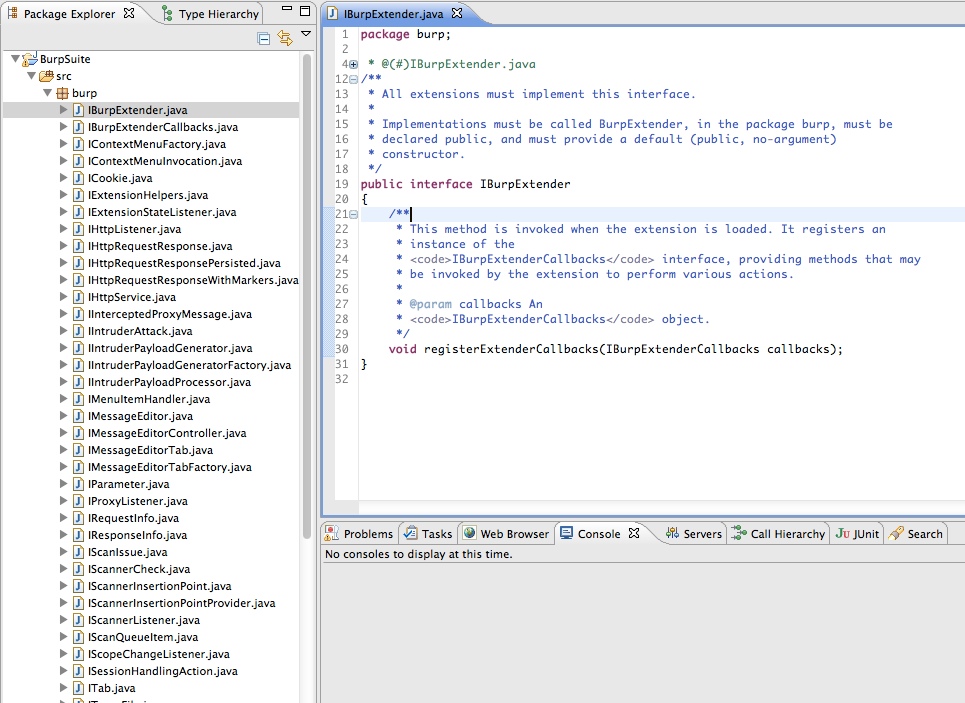 Package Explorer
Type Hierarchy
BurpSuite
src
burp
IBurpExtender.java
IBurpExtenderCallbacks.java
IContextMenuFactory.java
IContextMenuInvocation.java
ICookie.java
IExtensionHelpers.java
IExtensionStateListener.java
IHttpListener.java
IHttpRequestResponse.java
IHttpRequestResponsePersisted.java
IHttpRequestResponseWithMarkers.java
IHttpService.java
IInterceptedProxyMessage.java
IIntruderAttack.java
IIntruderPayloadGenerator.java
IIntruderPayloadGeneratorFactory.java
IIntruderPayloadProcessor.java
IMenuItemHandler.java
IMessageEditor.java
IMessageEditorController.java
IMessageEditorTab.java
IMessageEditorTabFactory.java
IParameter.java
IProxyListener.java
IRequestInfo.java
IResponseInfo.java
IScanIssue.java
IScannerCheck.java
IScannerInsertionPoint.java
IScannerInsertionPointProvider.java
IScannerListener.java
IScanQueueItem.java
IScopeChangeListener.java
ISessionHandlingAction.java
ITab.java
IBurpExtender.java
1 package burp;
2
4 * @(#)IBurpExtender.java
12 /**
13 * All extensions must implement this interface.
14 *
15 * Implementations must be called BurpExtender, in the package burp, must be
16 * declared public, and must provide a default (public, no-argument)
17 * constructor.
18 */
19 public interface IBurpExtender
20 {
21 /**
22 * This method is invoked when the extension is loaded. It registers an
23 * instance of the
24 * <code>IBurpExtenderCallbacks</code> interface, providing methods that may
25 * be invoked by the extension to perform various actions.
26 *
27 * @param callbacks An
28 * <code>IBurpExtenderCallbacks</code> object.
29 */
30 void registerExtenderCallbacks(IBurpExtenderCallbacks callbacks);
31 }
32
Problems
Tasks
Web Browser
Console
Servers
Call Hierarchy
JUnit
Search
No consoles to display at this time.